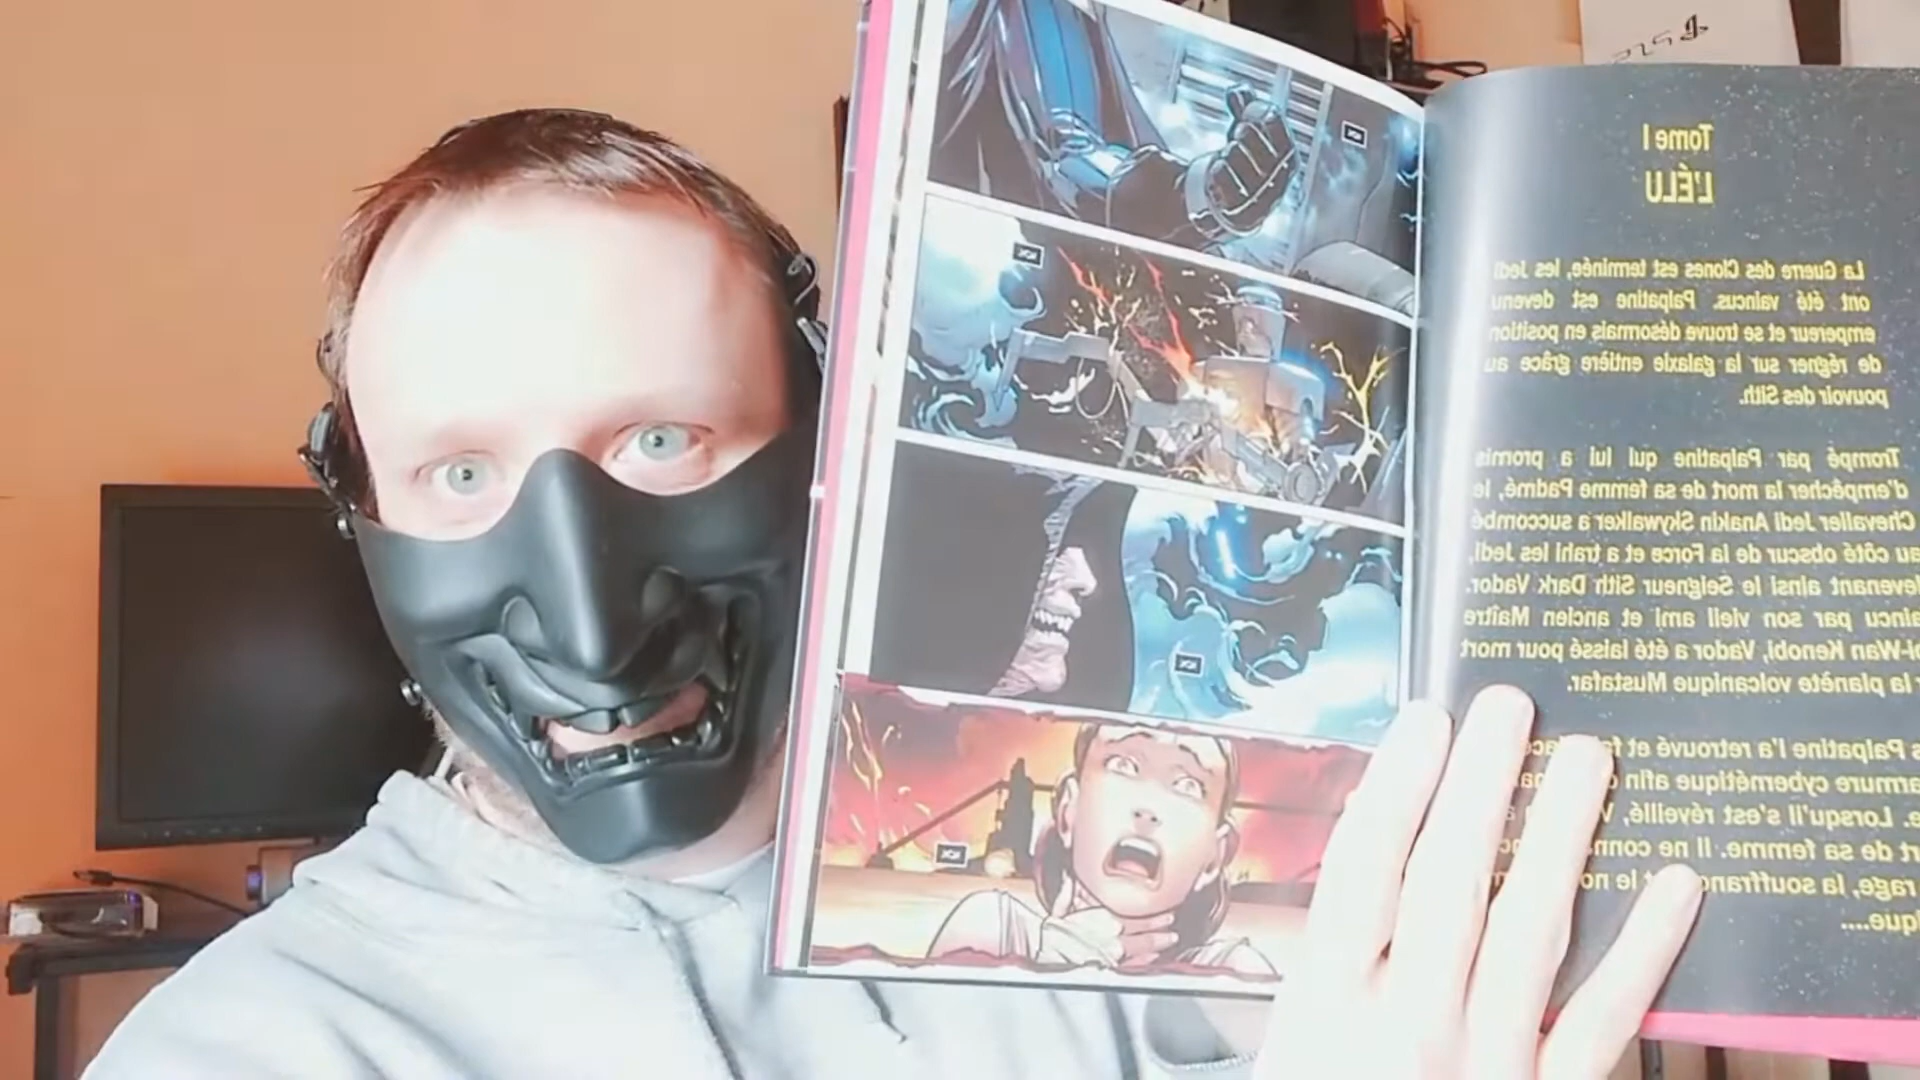 NON
NON
NON
NON
Tome I
L'ÉLU
La Guerre des Clones est terminée, les Jedi
ont été vaincus. Palpatine est devenu
empereur et se trouve désormais en position
de régner sur la galaxie entière grâce au
pouvoir des Sith.
Trompé par Palpatine qui lui a promis
d'empêcher la mort de sa femme Padmé, le
Chevalier Jedi Anakin Skywalker a succombé
au côté obscur de la Force et a trahi les Jedi,
devenant ainsi le Seigneur Sith Dark Vador.
par son vieil ami et ancien Maître
Kenobi, Vador a été laissé pour mort
la planète volcanique Mustafar.
Palpatine l'a retrouvé et
armure cybernétique afin
Lorsqu'il s'est réveillé,
de sa femme. Il ne
rage, la souffrance